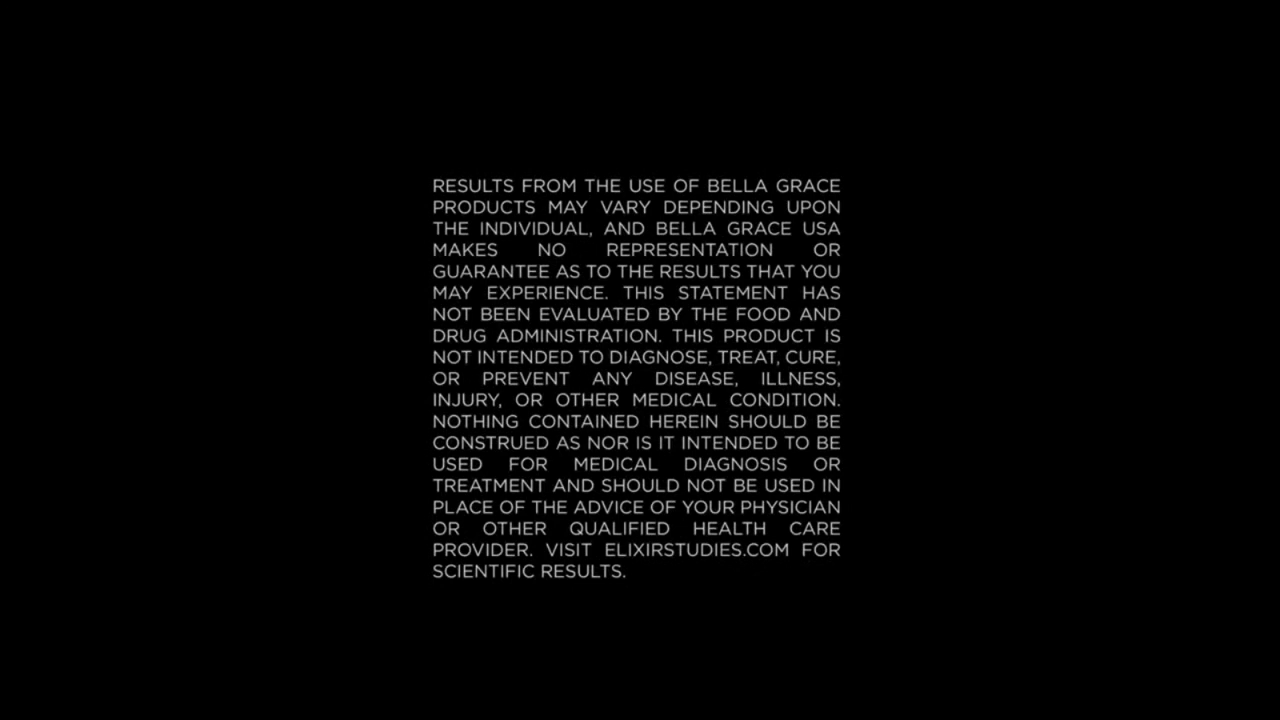 RESULTS FROM THE USE OF BELLA GRACE
PRODUCTS MAY VARY DEPENDING UPON
THE INDIVIDUAL, AND BELLA GRACE USA
MAKES NO REPRESENTATION OR
GUARANTEE AS TO THE RESULTS THAT YOU
MAY EXPERIENCE. THIS STATEMENT HAS
NOT BEEN EVALUATED BY THE FOOD AND
DRUG ADMINISTRATION. THIS PRODUCT IS
NOT INTENDED TO DIAGNOSE, TREAT, CURE,
OR PREVENT ANY DISEASE, ILLNESS,
INJURY, OR OTHER MEDICAL CONDITION.
NOTHING CONTAINED HEREIN SHOULD BE
CONSTRUED AS NOR IS IT INTENDED TO BE
USED FOR MEDICAL DIAGNOSIS OR
TREATMENT AND SHOULD NOT BE USED IN
PLACE OF THE ADVICE OF YOUR PHYSICIAN
OR OTHER QUALIFIED HEALTH CARE
PROVIDER. VISIT ELIXIRSTUDIES.COM FOR
SCIENTIFIC RESULTS.